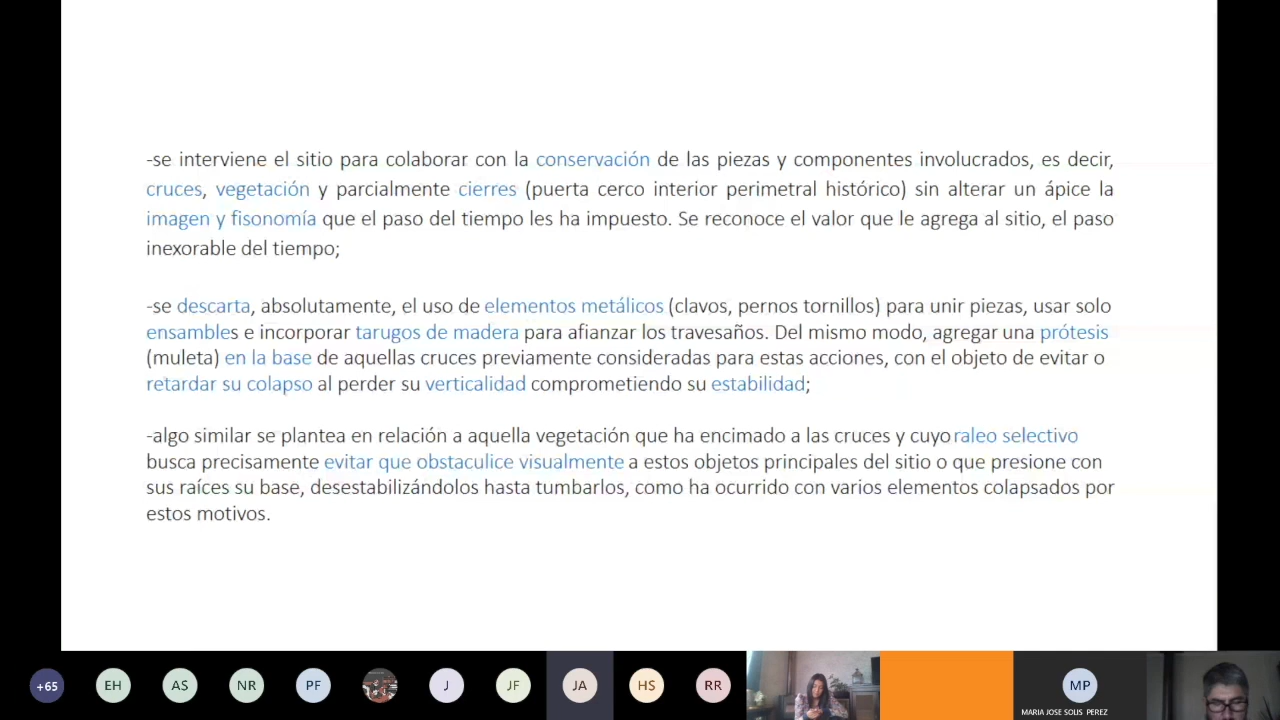 -se interviene el sitio para colaborar con la conservación de las piezas y componentes involucrados, es decir,
cruces, vegetación y parcialmente cierres (puerta cerco interior perimetral histórico) sin alterar un ápice la
imagen y fisonomía que el paso del tiempo les ha impuesto. Se reconoce el valor que le agrega al sitio, el paso
inexorable del tiempo;
-se descarta, absolutamente, el uso de elementos metálicos (clavos, pernos tornillos) para unir piezas, usar solo
ensambles e incorporar tarugos de madera para afianzar los travesaños. Del mismo modo, agregar una prótesis
(muleta) en la base de aquellas cruces previamente consideradas para estas acciones, con el objeto de evitar o
retardar su colapso al perder su verticalidad comprometiendo su estabilidad;
-algo similar se plantea en relación a aquella vegetación que ha encimado a las cruces y cuyo raleo selectivo
busca precisamente evitar que obstaculice visualmente a estos objetos principales del sitio o que presione con
sus raíces su base, desestabilizándolos hasta tumbarlos, como ha ocurrido con varios elementos colapsados por
estos motivos.
+65 EH AS NR PF J JF JA HS RR MP
MARIA JOSE SOLIS PEREZ